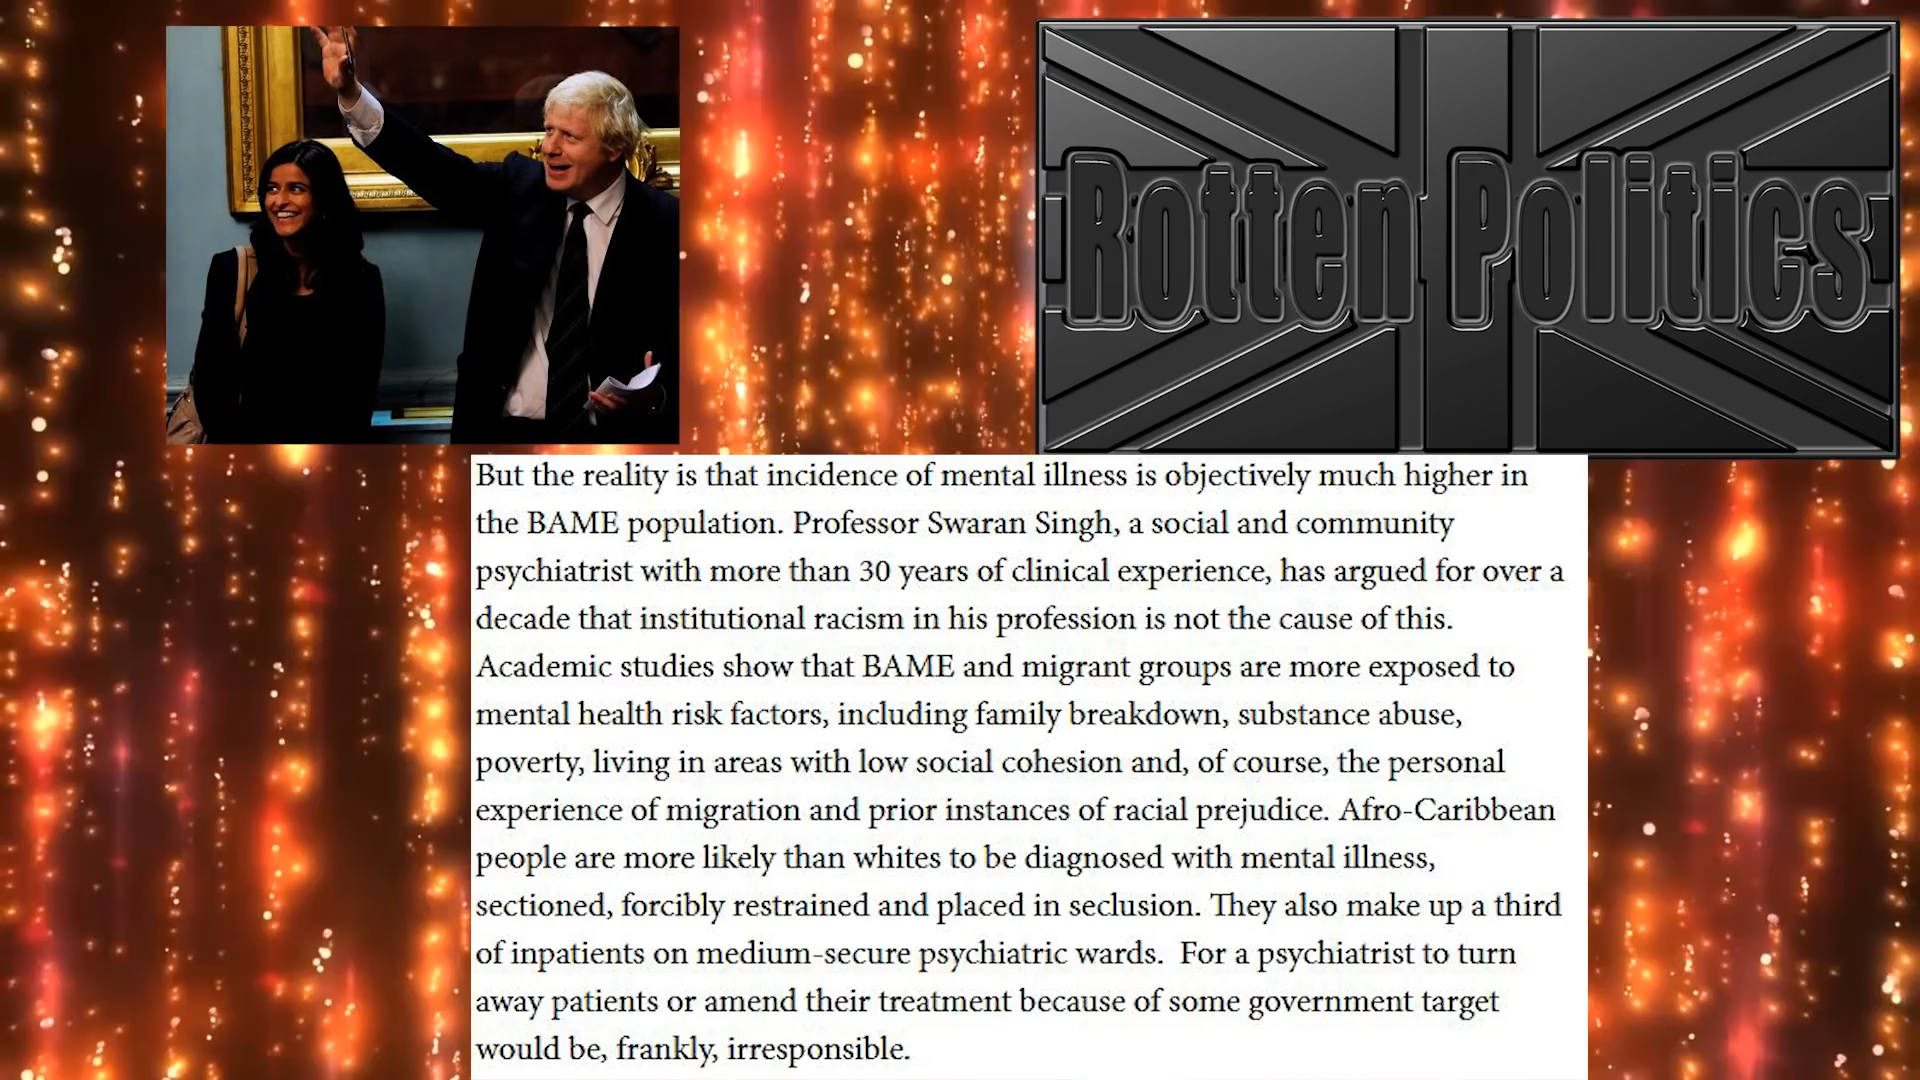 Rotten Politics
But the reality is that incidence of mental illness is objectively much higher in
the BAME population. Professor Swaran Singh, a social and community
psychiatrist with more than 30 years of clinical experience, has argued for over a
decade that institutional racism in his profession is not the cause of this.
Academic studies show that BAME and migrant groups are more exposed to
mental health risk factors, including family breakdown, substance abuse,
poverty, living in areas with low social cohesion and, of course, the personal
experience of migration and prior instances of racial prejudice. Afro-Caribbean
people are more likely than whites to be diagnosed with mental illness,
sectioned, forcibly restrained and placed in seclusion. They also make up a third
of inpatients on medium-secure psychiatric wards.  For a psychiatrist to turn
away patients or amend their treatment because of some government target
would be, frankly, irresponsible.